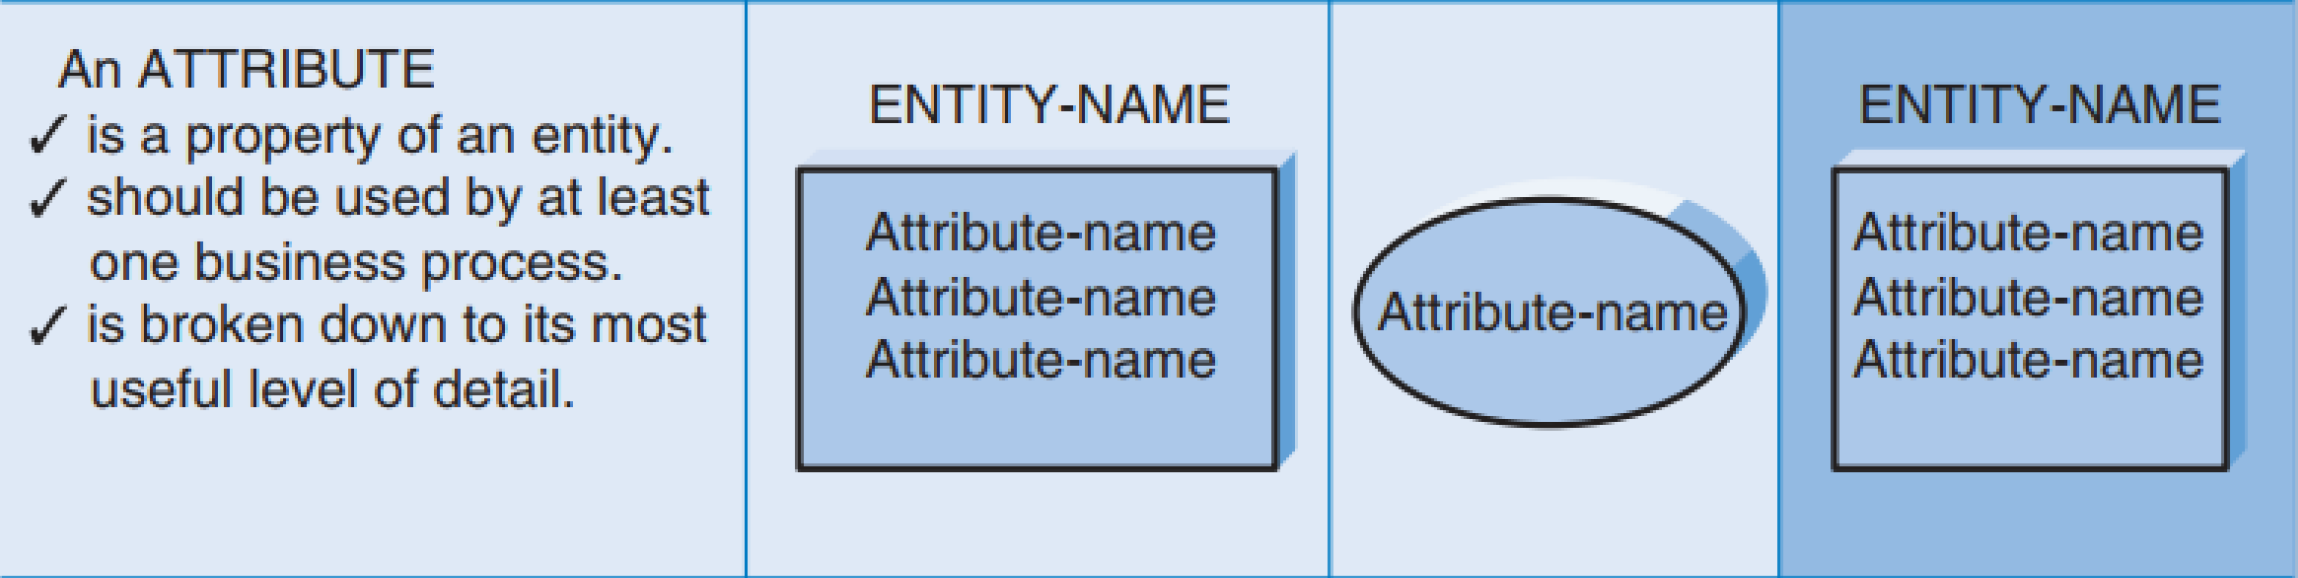 An ATTRIBUTE
✓ is a property of an entity.
✓ should be used by at least
one business process.
✓ is broken down to its most
useful level of detail.
ENTITY-NAME
Attribute-name
Attribute-name
Attribute-name
Attribute-name
ENTITY-NAME
Attribute-name
Attribute-name
Attribute-name